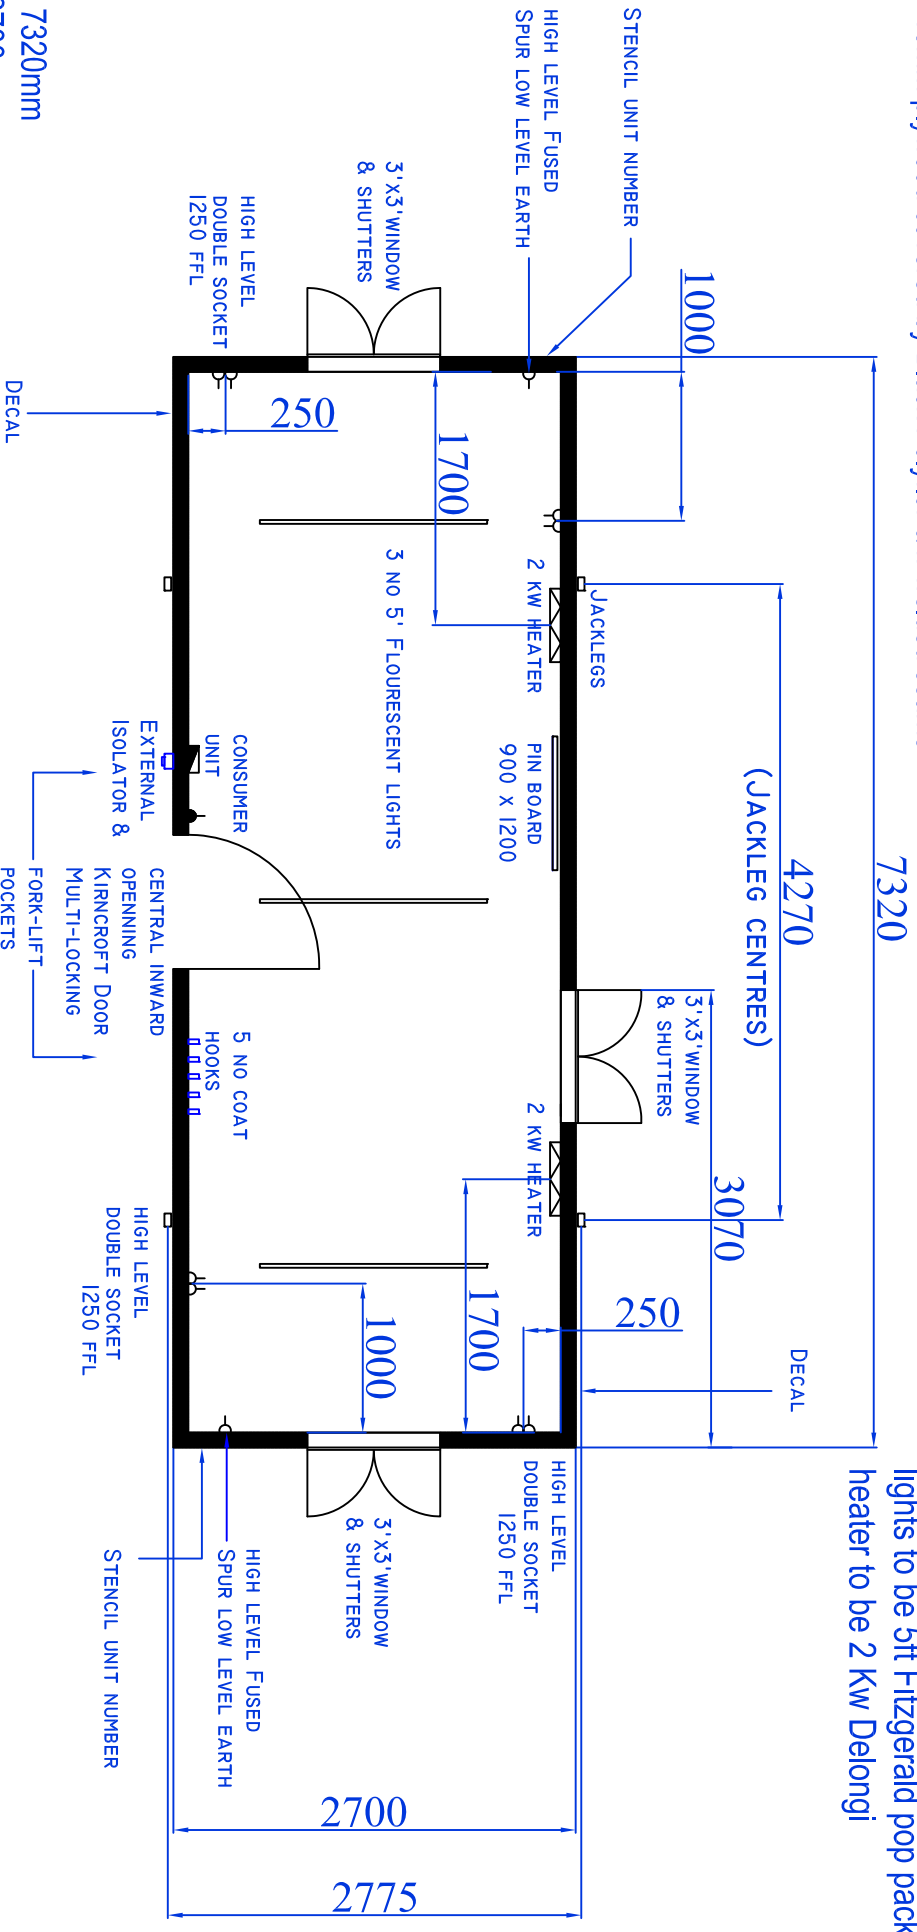 lights to be 5ft Fitzgerald pop pack
heater to be 2 Kw Delongi
7320
4270
(JACKLEG CENTRES)
DECAL
3070
1000
STENCIL UNIT NUMBER
HIGH LEVEL FUSED
SPUR LOW LEVEL EARTH
JACKLEGS
3'X3'WINDOW
& SHUTTERS
250
2 KW HEATER
PIN BOARD
900 X 1200
2 KW HEATER
HIGH LEVEL
DOUBLE SOCKET
1250 FFL
1700
1700
3'X3'WINDOW
& SHUTTERS
3 NO 5' FLOURESCENT LIGHTS
1000
3'X3'WINDOW
& SHUTTERS
250
HIGH LEVEL
DOUBLE SOCKET
1250 FFL
CONSUMER
UNIT
5 NO COAT
HOOKS
HIGH LEVEL FUSED
SPUR LOW LEVEL EARTH
EXTERNAL
ISOLATOR &
CENTRAL INWARD
OPENNING
KIRNCROFT DOOR
MULTI-LOCKING
HIGH LEVEL
DOUBLE SOCKET
1250 FFL
STENCIL UNIT NUMBER
FORK-LIFT
POCKETS
DECAL
2700
2775
7320mm